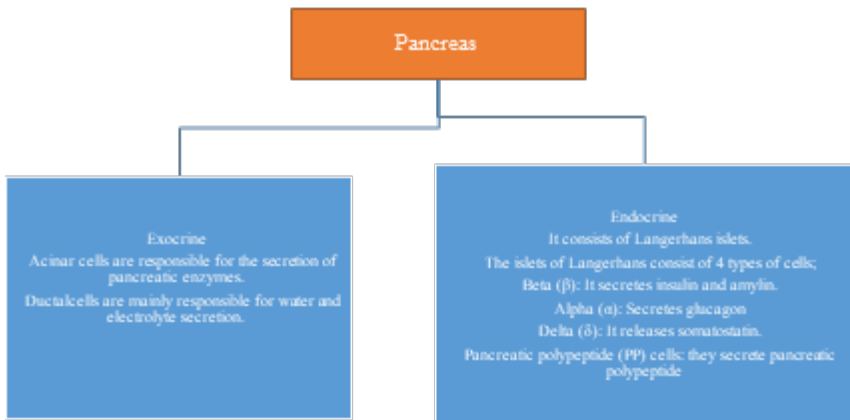 Pancreas
Exocrine
Acinar cells are responsible for the secretion of
pancreatic enzymes.
Ductalcells are mainly responsible for water and
electrolyte secretion.
Endocrine
It consists of Langerhans islets.
The islets of Langerhans consist of 4 types of cells;
Beta (β): It secretes insulin and amylin.
Alpha (α): Secretes glucagon
Delta (δ): It releases somatostatin.
Pancreatic polypeptide (PP) cells: they secrete pancreatic
polypeptide